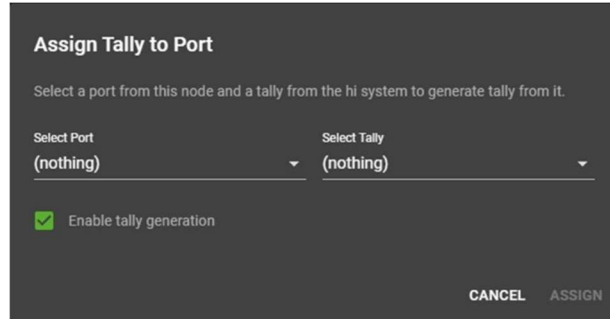 Assign Tally to Port
Select a port from this node and a tally from the hi system to generate tally from it.
Select Port
Select Tally
(nothing)
(nothing)
Enable tally generation
CANCEL
ASSIGN